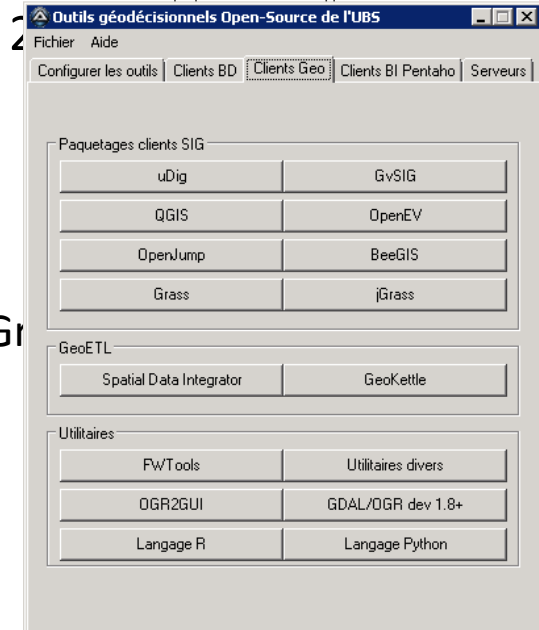 2
Outils géodécisionnels Open-Source de l'UBS
Fichier Aide
Configurer les outils Clients BD Clients Geo Clients BI Pentaho Serveurs
Paquetages clients SIG
uDig GvSIG
QGIS OpenEV
OpenJump BeeGIS
Grass jGrass
Gr
GeoETL
Spatial Data Integrator GeoKettle
Utilitaires
FWTools Utilitaires divers
OGR2GUI GDAL/OGR dev 1.8+
Langage R Langage Python